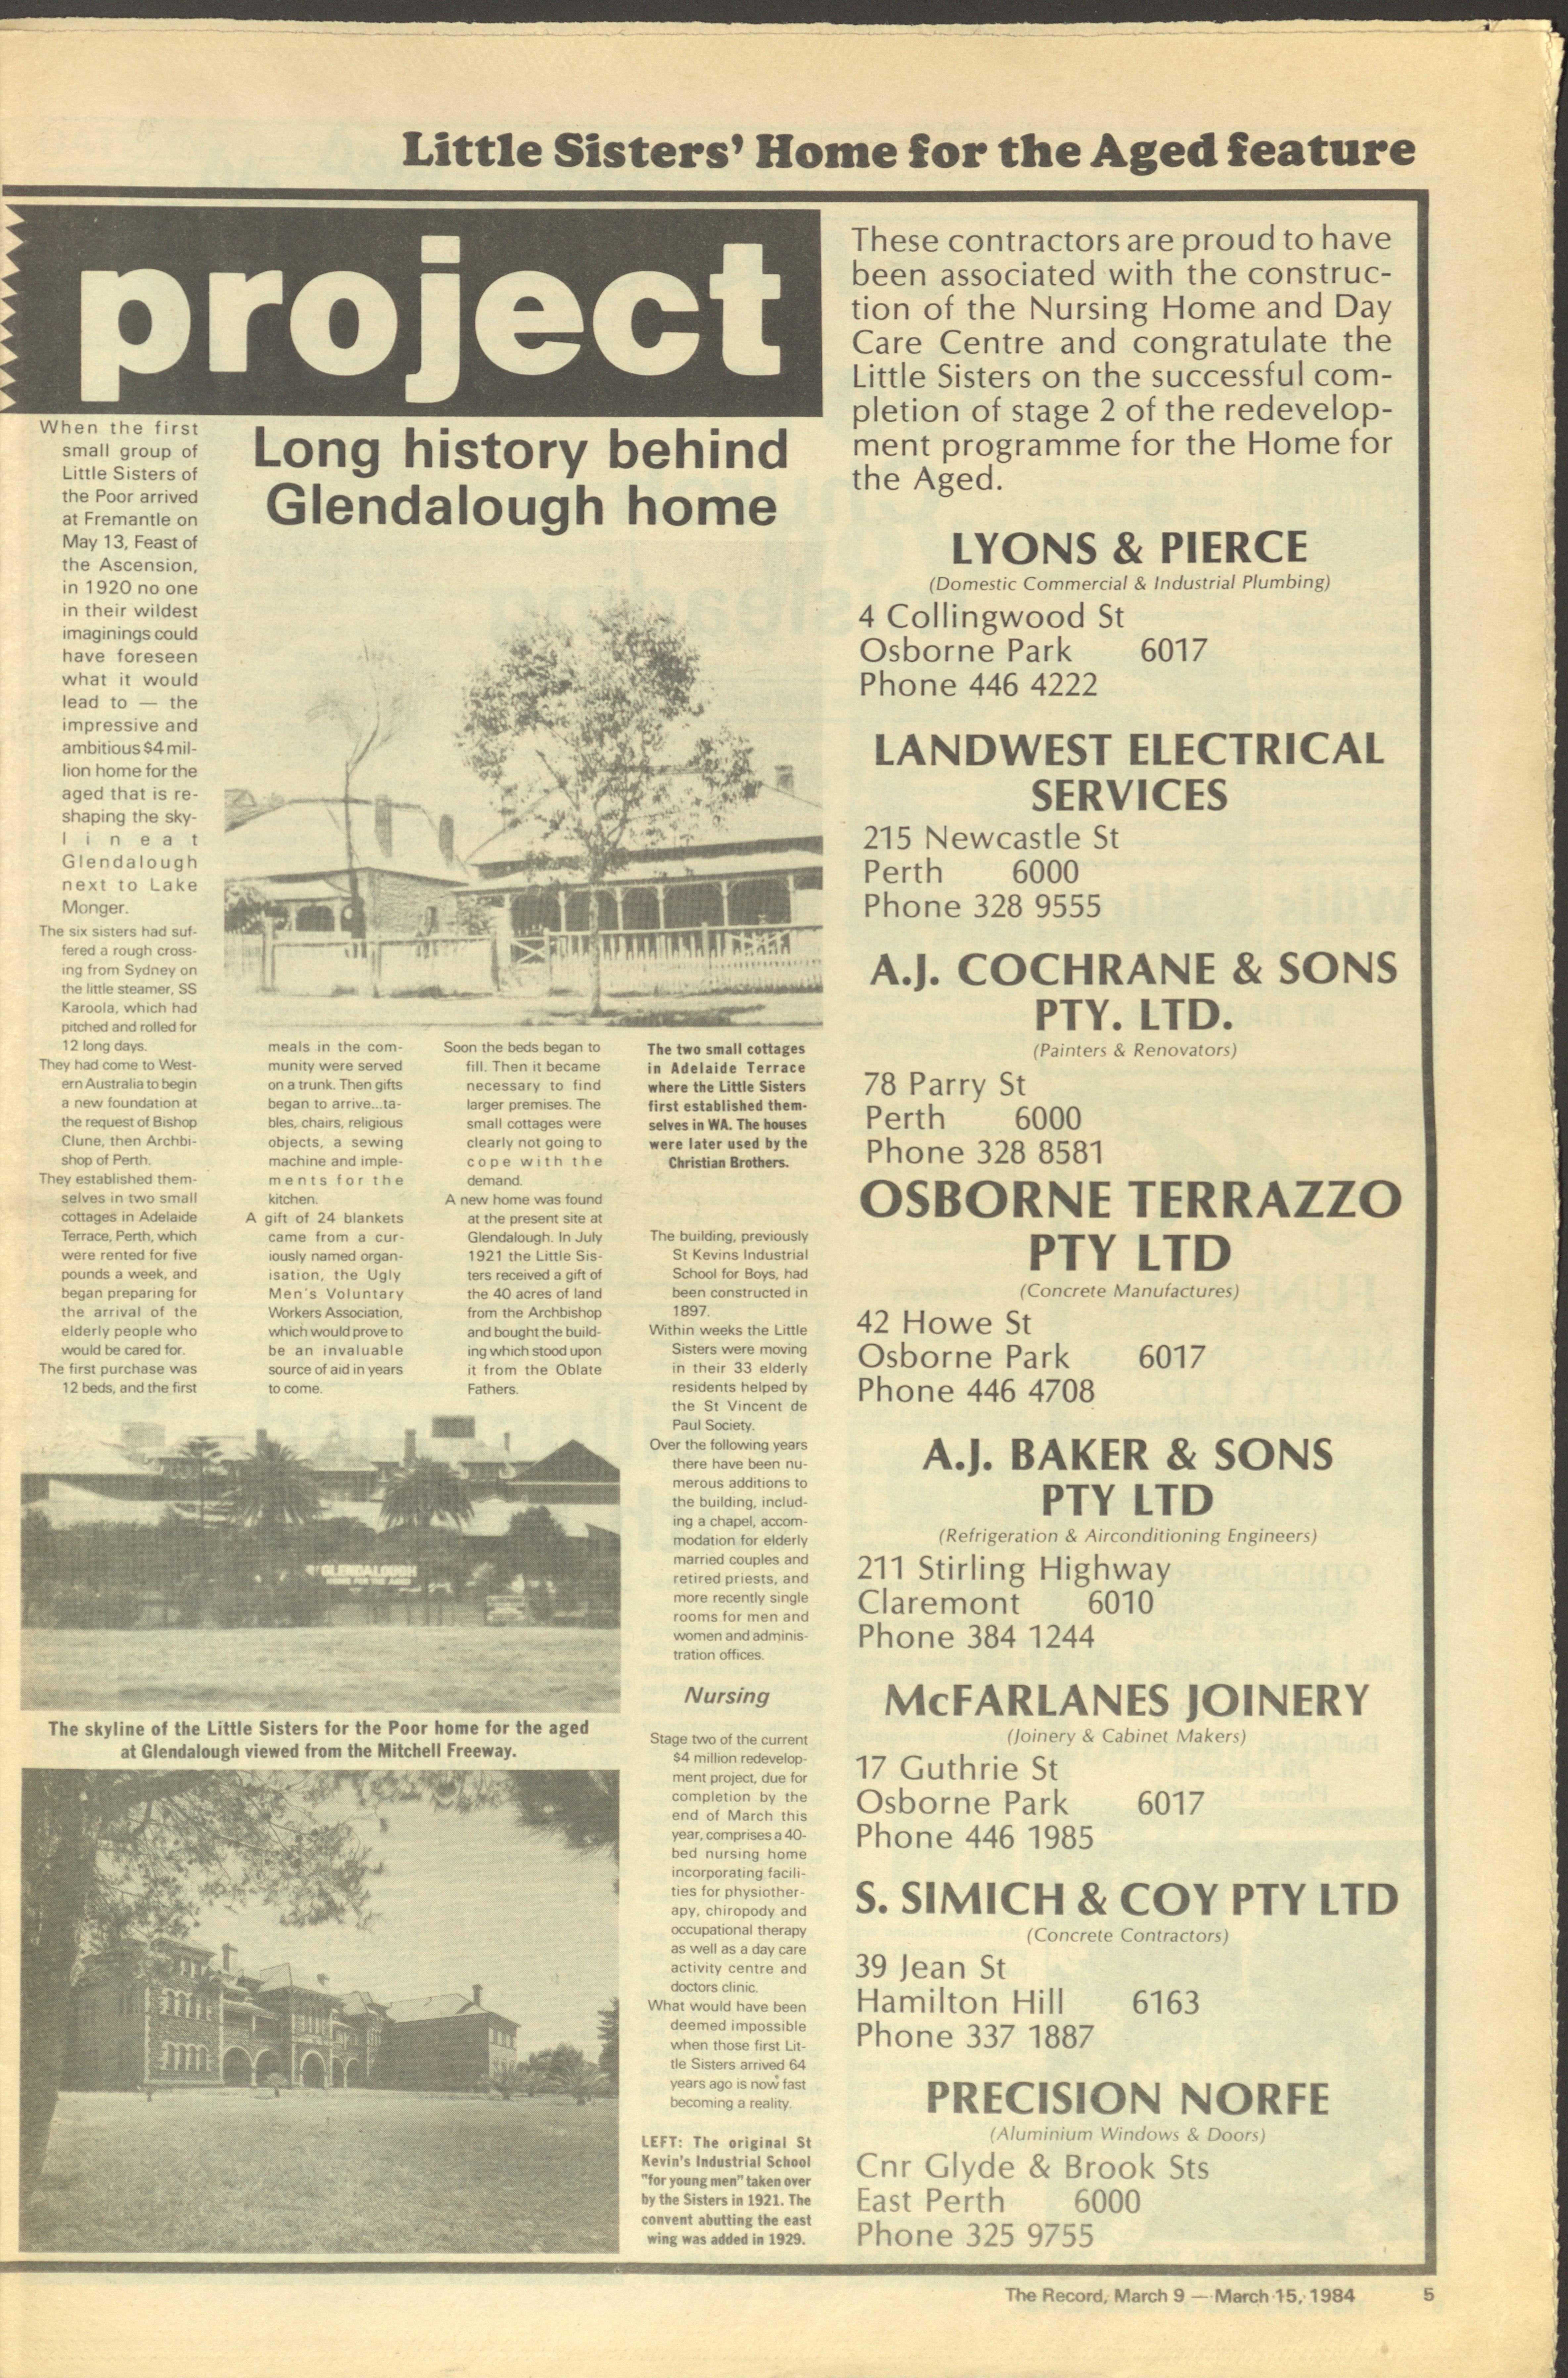 Little Sisters' Home for the Aged feature
project
Long history behind
Glendalough home
When the first
small group of
Little Sisters of
the Poor arrived
at Fremantle on
May 13, Feast of
the Ascension,
in 1920 no one
in their wildest
imaginings could
have foreseen
what it would
lead to — the
impressive and
ambitious $4 mil-
lion home for the
aged that is re-
shaping the sky-
l i n e a t
Glendalough
next to Lake
Monger.
The six sisters had suf-
fered a rough cross-
ing from Sydney on
the little steamer, SS
Karoola, which had
pitched and rolled for
12 long days.
They had come to West-
ern Australia to begin
a new foundation at
the request of Bishop
Clune, then Archbi-
shop of Perth.
They established them-
selves in two small
cottages in Adelaide
Terrace, Perth, which
were rented for five
pounds a week, and
began preparing for
the arrival of the
elderly people who
would be cared for.
The first purchase was
12 beds, and the first
meals in the com-
munity were served
on a trunk. Then gifts
began to arrive...ta-
bles, chairs, religious
objects, a sewing
machine and imple-
ments for the
kitchen.
A gift of 24 blankets
came from a cur-
iously named organ-
isation, the Ugly
Men's Voluntary
Workers Association,
which would prove to
be an invaluable
source of aid in years
to come.
Soon the beds began to
fill. Then it became
necessary to find
larger premises. The
small cottages were
clearly not going to
cope with the
demand.
A new home was found
at the present site at
Glendalough. In July
1921 the Little Sis-
ters received a gift of
the 40 acres of land
from the Archbishop
and bought the build-
ing which stood upon
it from the Oblate
Fathers.
The two small cottages
in Adelaide Terrace
where the Little Sisters
first established them-
selves in WA. The houses
were later used by the
Christian Brothers.
The building, previously
St Kevins Industrial
School for Boys, had
been constructed in
1897.
Within weeks the Little
Sisters were moving
in their 33 elderly
residents helped by
the St Vincent de
Paul Society.
Over the following years
there have been nu-
merous additions to
the building, includ-
ing a chapel, accom-
modation for elderly
married couples and
retired priests, and
more recently single
rooms for men and
women and adminis-
tration offices.
Nursing
Stage two of the current
$4 million redevelop-
ment project, due for
completion by the
end of March this
year, comprises a 40-
bed nursing home
incorporating facili-
ties for physiother-
apy, chiropody and
occupational therapy
as well as a day care
activity centre and
doctors clinic.
What would have been
deemed impossible
when those first Lit-
tle Sisters arrived 64
years ago is now fast
becoming a reality.
GLENDALOUGH
The skyline of the Little Sisters for the Poor home for the aged
at Glendalough viewed from the Mitchell Freeway.
LEFT: The original St
Kevin's Industrial School
"for young men" taken over
by the Sisters in 1921. The
convent abutting the east
wing was added in 1929.
These contractors are proud to have
been associated with the construc-
tion of the Nursing Home and Day
Care Centre and congratulate the
Little Sisters on the successful com-
pletion of stage 2 of the redevelop-
ment programme for the Home for
the Aged.
LYONS & PIERCE
(Domestic Commercial & Industrial Plumbing)
4 Collingwood St
Osborne Park 6017
Phone 446 4222
LANDWEST ELECTRICAL
SERVICES
215 Newcastle St
Perth 6000
Phone 328 9555
A.J. COCHRANE & SONS
PTY. LTD.
(Painters & Renovators)
78 Parry St
Perth 6000
Phone 328 8581
OSBORNE TERRAZZO
PTY LTD
(Concrete Manufactures)
42 Howe St
Osborne Park 6017
Phone 446 4708
A.J. BAKER & SONS
PTY LTD
(Refrigeration & Airconditioning Engineers)
211 Stirling Highway
Claremont 6010
Phone 384 1244
McFARLANES JOINERY
(Joinery & Cabinet Makers)
17 Guthrie St
Osborne Park 6017
Phone 446 1985
S. SIMICH & COY PTY LTD
(Concrete Contractors)
39 Jean St
Hamilton Hill 6163
Phone 337 1887
PRECISION NORFE
(Aluminium Windows & Doors)
Cnr Glyde & Brook Sts
East Perth 6000
Phone 325 9755
The Record, March 9 — March 15, 1984 5